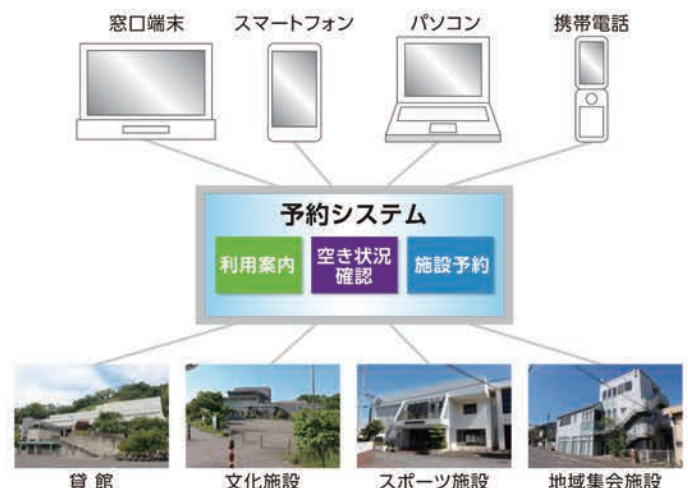 窓口端末
スマートフォン
パソコン
携帯電話
予約システム
利用案内
空き状況
確認
施設予約
貸 館
文化施設
スポーツ施設
地域集会施設